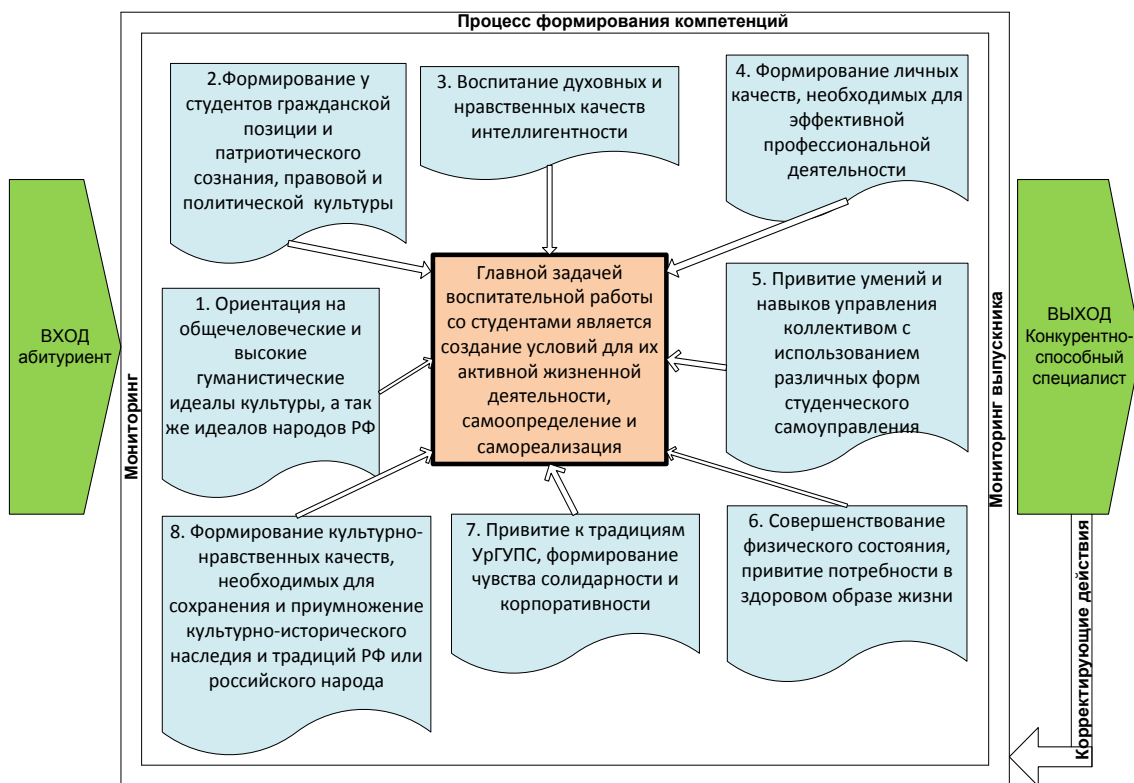 Процесс формирования компетенций
2.Формирование у
студентов гражданской
позиции и
патриотического
сознания, правовой и
политической культуры
3. Воспитание духовных и
нравственных качеств
интеллигентности
4. Формирование личных
качеств, необходимых для
эффективной
профессиональной
деятельности
ВХОД
абитуриент
Мониторинг
1. Ориентация на
общечеловеческие и
высокие
гуманистические
идеалы культуры, а так
же идеалов народов РФ
Главной задачей
воспитательной работы
со студентами является
создание условий для их
активной жизненной
деятельности,
самоопределение и
самореализация
5. Привитие умений и
навыков управления
коллективом с
использованием
различных форм
студенческого
самоуправления
Мониторинг выпускника
ВЫХОД
Конкурентно-
способный
специалист
8. Формирование культурно-
нравственных качеств,
необходимых для
сохранения и приумножение
культурно-исторического
наследия и традиций РФ или
российского народа
7. Привитие к традициям
УрГУПС, формирование
чувства солидарности и
корпоративности
6. Совершенствование
физического состояния,
привитие потребности в
здоровом образе жизни
Корректирующие действия